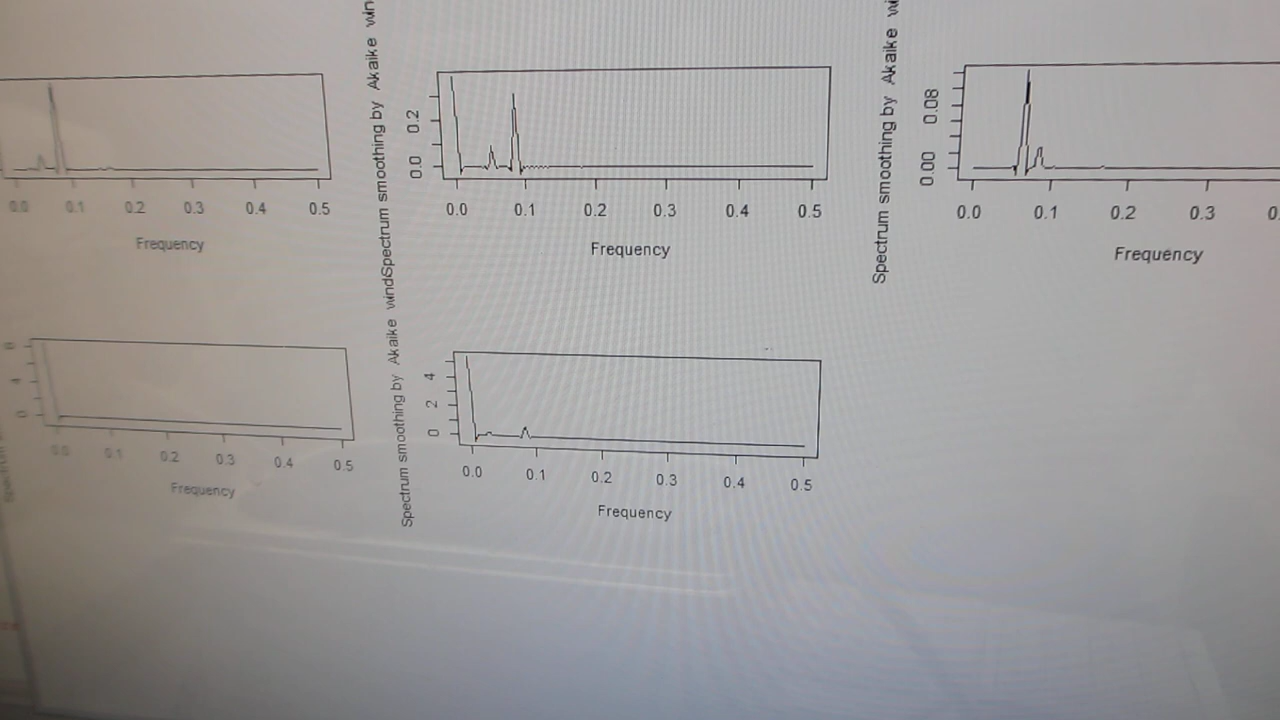 0.0 0.1 0.2 0.3 0.4 0.5
Frequency
Spectrum smoothing by Akaike
0.0 0.2
0.0 0.1 0.2 0.3 0.4 0.5
Frequency
Spectrum smoothing by Akaike
0.00 0.08
0.0 0.1 0.2 0.3
Frequency
0 4 8
0.0 0.1 0.2 0.3 0.4 0.5
Frequency
Spectrum smoothing by Akaike
0 2 4
0.0 0.1 0.2 0.3 0.4 0.5
Frequency